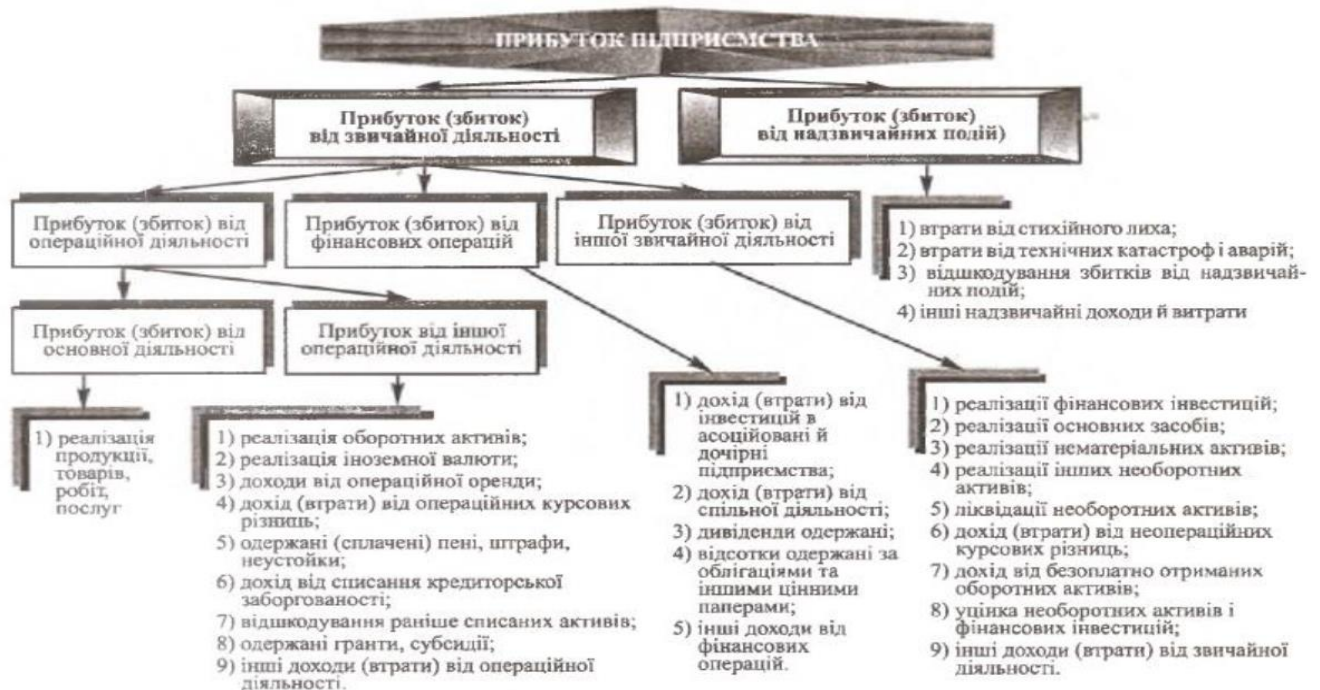 ПРИБУТОК ПІДПРИЄМСТВА
Прибуток (збиток)
від звичайної діяльності
Прибуток (збиток)
від надзвичайних подій)
Прибуток (збиток) від
операційної діяльності
Прибуток (збиток) від
фінансових операцій
Прибуток (збиток) від
іншої звичайної діяльності
1) втрати від стихійного лиха;
2) втрати від технічних катастроф і аварій;
3) відшкодування збитків від надзвичай-
них подій;
4) інші надзвичайні доходи й витрати
Прибуток (збиток) від
основної діяльності
Прибуток від іншої
операційної діяльності
1) реалізація
продукції,
товарів,
робіт,
послуг
1) реалізація оборотних активів;
2) реалізація іноземної валюти;
3) доходи від операційної оренди;
4) дохід (втрати) від операційних курсових
різниць;
5) одержані (сплачені) пені, штрафи,
неустойки;
6) дохід від списання кредиторської
заборгованості;
7) відшкодування раніше списаних активів;
8) одержані гранти, субсидії;
9) інші доходи (втрати) від операційної
діяльності.
1) дохід (втрати) від
інвестицій в
асоційовані й
дочірні
підприємства;
2) дохід (втрати) від
спільної діяльності;
3) дивіденди одержані;
4) відсотки одержані за
облігаціями та
іншими цінними
паперами;
5) інші доходи від
фінансових
операцій.
1) реалізації фінансових інвестицій;
2) реалізації основних засобів;
3) реалізації нематеріальних активів;
4) реалізації інших необоротних
активів;
5) ліквідації необоротних активів;
6) дохід (втрати) від неопераційних
курсових різниць;
7) дохід від безоплатно отриманих
оборотних активів;
8) уцінка необоротних активів і
фінансових інвестицій;
9) інші доходи (втрати) від звичайної
діяльності.